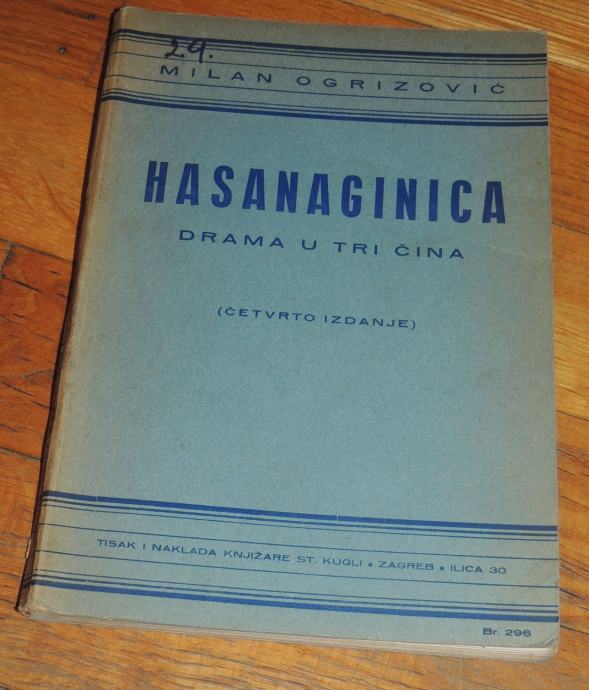 29.
MILAN OGRIZOVIĆ
HASANAGINICA
DRAMA U TRI ČINA
(ČETVRTO IZDANJE)
TISAK I NAKLADA KNJIŽARE ST. KUGLI • ZAGREB • ILICA 30
Br. 296